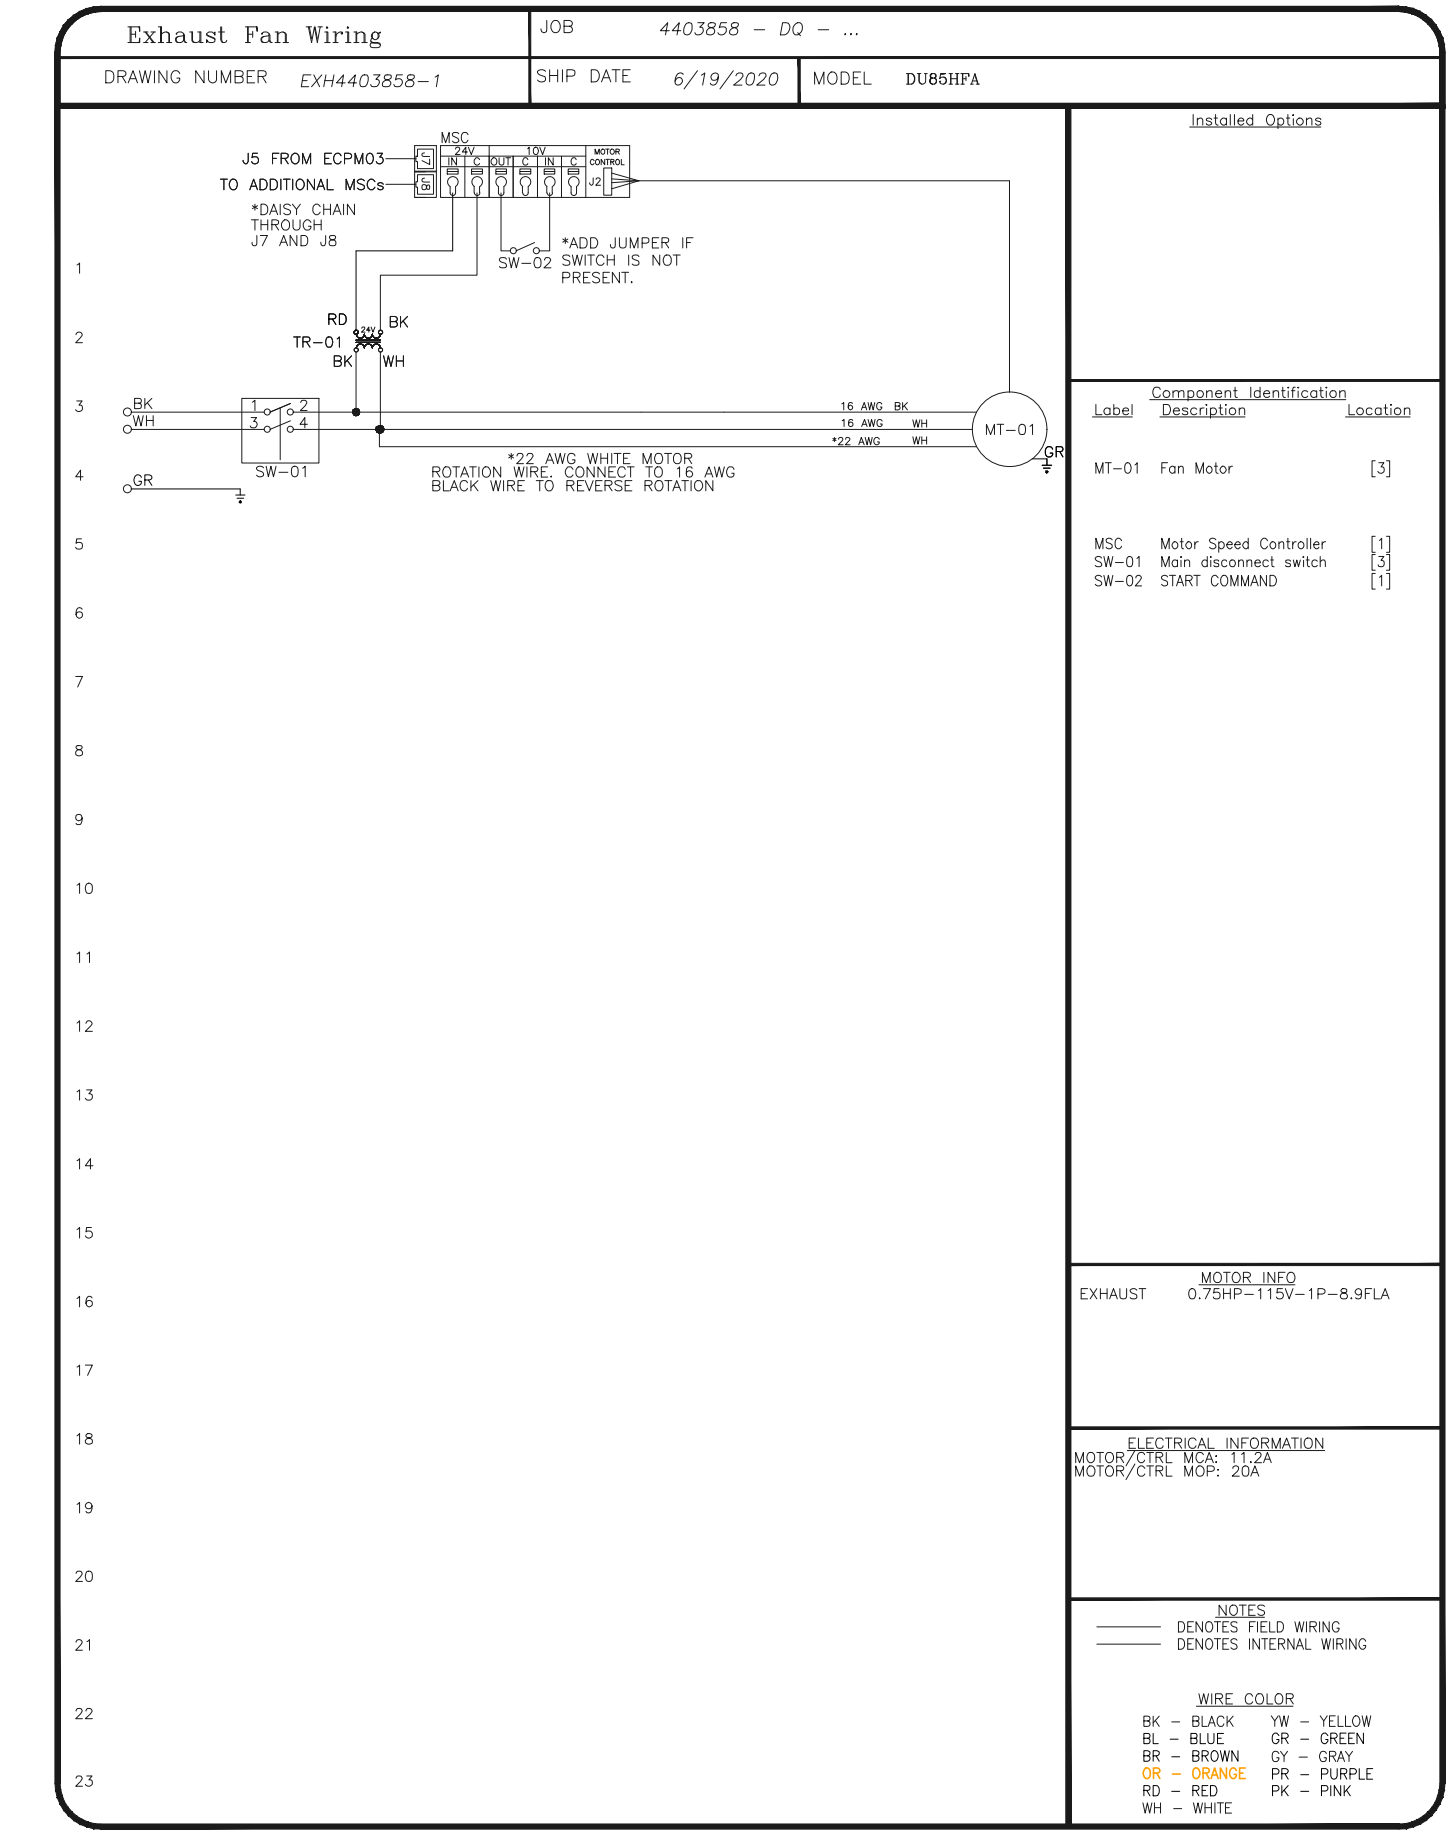 Exhaust Fan Wiring
JOB 4403858 - DQ - ...
DRAWING NUMBER EXH4403858-1
SHIP DATE 6/19/2020
MODEL DU85HFA
MSC
24V 10V MOTOR CONTROL
IN C OUT C IN C
J7
J8
J2
J5 FROM ECPM03
TO ADDITIONAL MSCs
*DAISY CHAIN
THROUGH
J7 AND J8
SW-02
*ADD JUMPER IF
SWITCH IS NOT
PRESENT.
RD BK
24V
TR-01
BK WH
BK
WH
1 2
3 4
SW-01
GR
16 AWG BK
16 AWG WH
*22 AWG WH
MT-01
GR
*22 AWG WHITE MOTOR
ROTATION WIRE. CONNECT TO 16 AWG
BLACK WIRE TO REVERSE ROTATION
1
2
3
4
5
6
7
8
9
10
11
12
13
14
15
16
17
18
19
20
21
22
23
Installed Options
Component Identification
Label Description Location
MT-01 Fan Motor [3]
MSC Motor Speed Controller [1]
SW-01 Main disconnect switch [3]
SW-02 START COMMAND [1]
MOTOR INFO
EXHAUST 0.75HP-115V-1P-8.9FLA
ELECTRICAL INFORMATION
MOTOR/CTRL MCA: 11.2A
MOTOR/CTRL MOP: 20A
NOTES
DENOTES FIELD WIRING
DENOTES INTERNAL WIRING
WIRE COLOR
BK - BLACK YW - YELLOW
BL - BLUE GR - GREEN
BR - BROWN GY - GRAY
OR - ORANGE PR - PURPLE
RD - RED PK - PINK
WH - WHITE